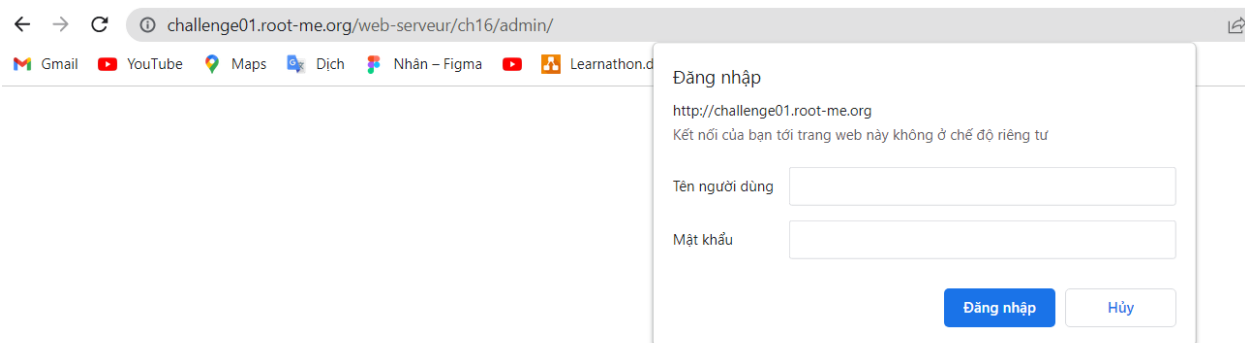 challenge01.root-me.org/web-serveur/ch16/admin/
Gmail YouTube Maps Dịch Nhân – Figma Learnathon.d
Đăng nhập
http://challenge01.root-me.org
Kết nối của bạn tới trang web này không ở chế độ riêng tư
Tên người dùng
Mật khẩu
Đăng nhập Hủy